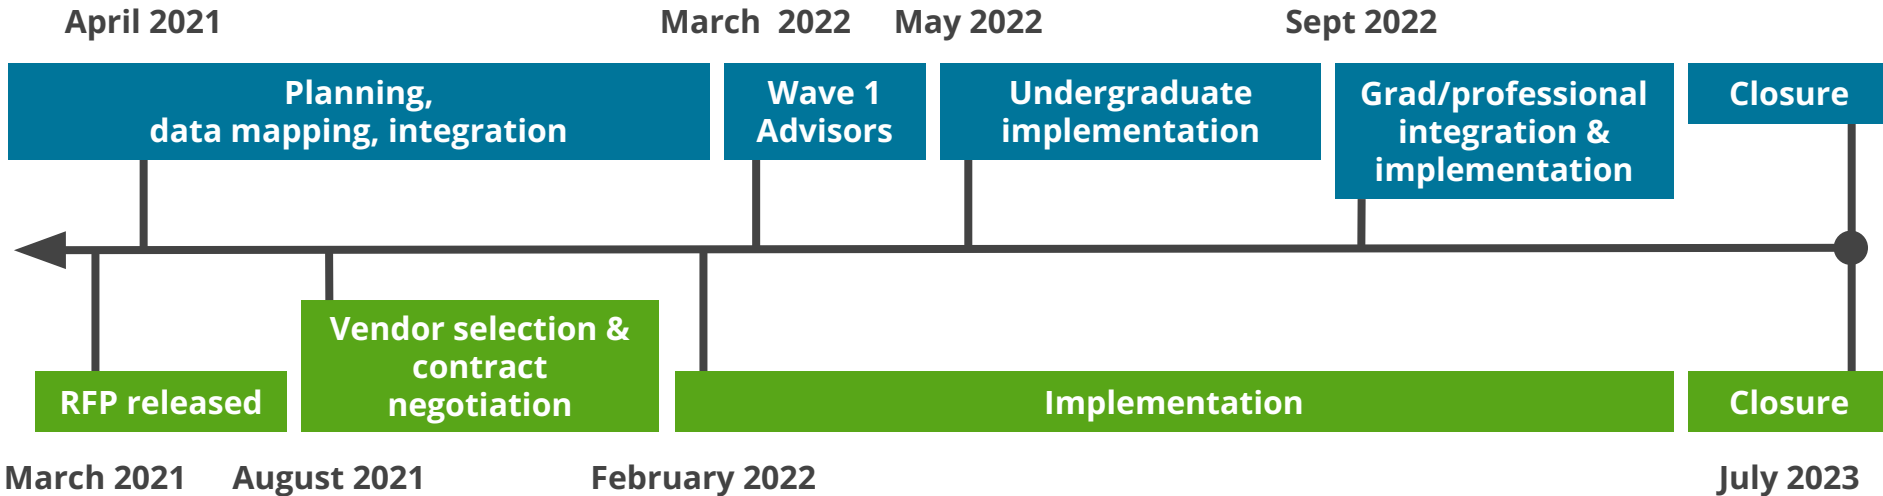 April 2021
March 2022
May 2022
Sept 2022
Planning,
data mapping, integration
Wave 1
Advisors
Undergraduate
implementation
Grad/professional
integration &
implementation
Closure
RFP released
Vendor selection &
contract
negotiation
Implementation
Closure
March 2021
August 2021
February 2022
July 2023